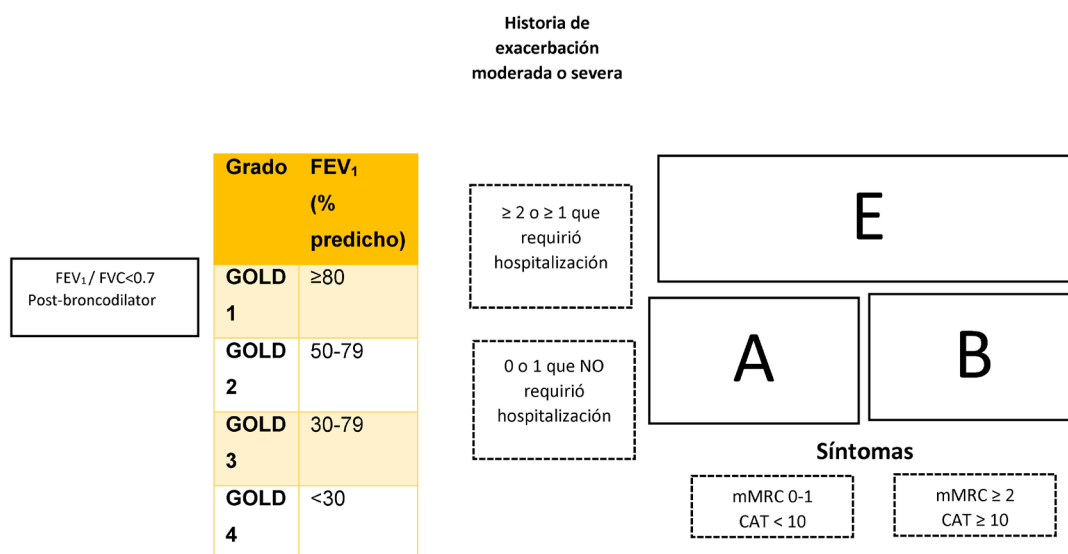 Historia de
exacerbación
moderada o severa
FEV₁ / FVC<0.7
Post-broncodilator
Grado FEV₁
(%
predicho)
GOLD ≥80
1
GOLD 50-79
2
GOLD 30-79
3
GOLD <30
4
≥ 2 o ≥ 1 que
requirió
hospitalización
0 o 1 que NO
requirió
hospitalización
E
A B
Síntomas
mMRC 0-1
CAT < 10
mMRC ≥ 2
CAT ≥ 10